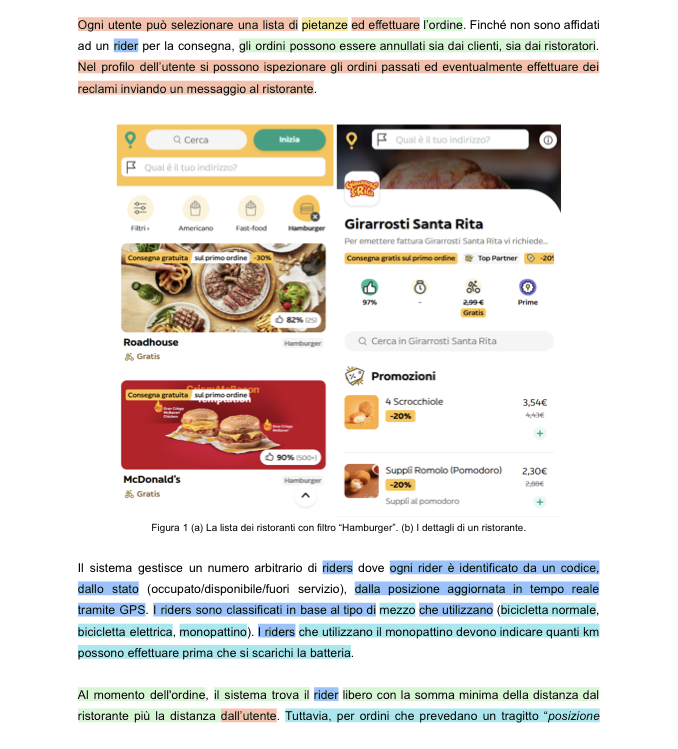 Ogni utente può selezionare una lista di pietanze ed effettuare l'ordine. Finché non sono affidati
ad un rider per la consegna, gli ordini possono essere annullati sia dai clienti, sia dai ristoratori.
Nel profilo dell'utente si possono ispezionare gli ordini passati ed eventualmente effettuare dei
reclami inviando un messaggio al ristorante.
Cerca
Inizia
Qual è il tuo indirizzo?
Filtri ›
Americano
Fast-food
Hamburger
Consegna gratuita sul primo ordine -30%
82% (25)
Roadhouse
Hamburger
Gratis
Consegna gratuita sul primo ordine
90% (500+)
McDonald's
Hamburger
Gratis
Qual è il tuo indirizzo?
Girarrosti S.Rita
Girarrosti Santa Rita
Per emettere fattura Girarrosti Santa Rita vi richiede...
Consegna gratis sul primo ordine Top Partner -20%
97%
-
2,99 €
Gratis
Prime
Cerca in Girarrosti Santa Rita
Promozioni
4 Scrocchiole
3,54€
-20%
4,43€
+
Supplì Romolo (Pomodoro)
2,30€
-20%
2,88€
Supplì al pomodoro
+
Figura 1 (a) La lista dei ristoranti con filtro "Hamburger". (b) I dettagli di un ristorante.
Il sistema gestisce un numero arbitrario di riders dove ogni rider è identificato da un codice,
dallo stato (occupato/disponibile/fuori servizio), dalla posizione aggiornata in tempo reale
tramite GPS. I riders sono classificati in base al tipo di mezzo che utilizzano (bicicletta normale,
bicicletta elettrica, monopattino). I riders che utilizzano il monopattino devono indicare quanti km
possono effettuare prima che si scarichi la batteria.
Al momento dell'ordine, il sistema trova il rider libero con la somma minima della distanza dal
ristorante più la distanza dall'utente. Tuttavia, per ordini che prevedano un tragitto "posizione